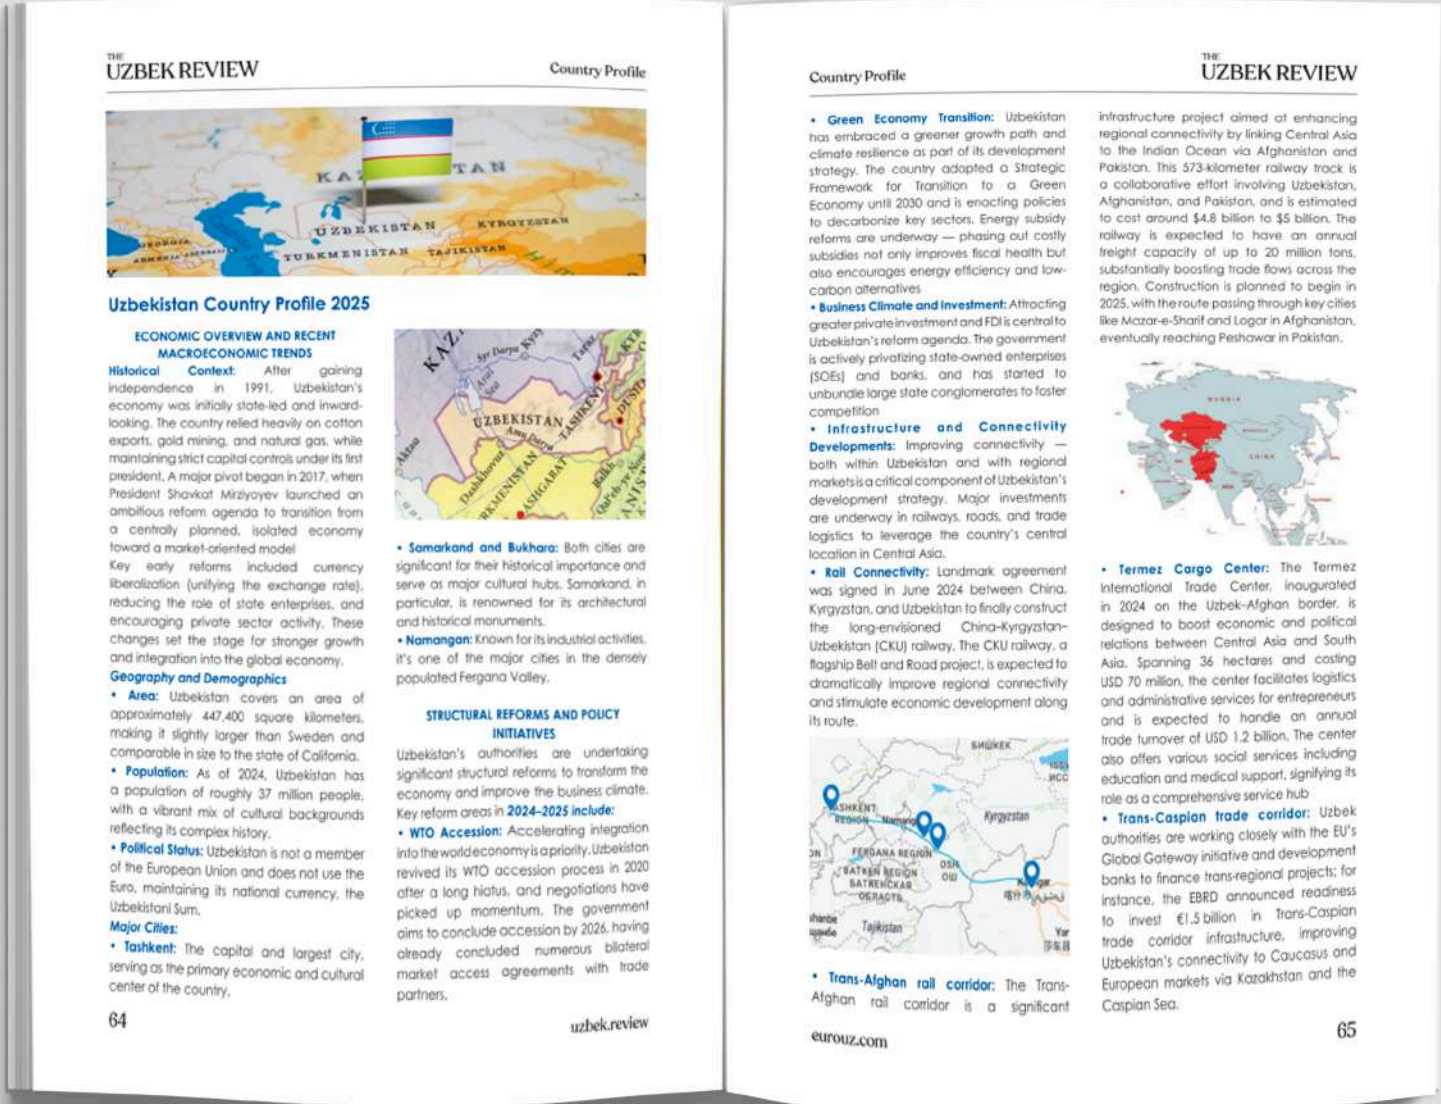 THE
UZBEK REVIEW
Country Profile
UZBEKISTAN
KYRGYZSTAN
TURKMENISTAN
TAJIKISTAN
Uzbekistan Country Profile 2025
ECONOMIC OVERVIEW AND RECENT
MACROECONOMIC TRENDS
Historical Context: After gaining
independence in 1991, Uzbekistan's
economy was initially state-led and inward-
looking. The country relied heavily on cotton
exports, gold mining, and natural gas, while
maintaining strict capital controls under its first
president. A major pivot began in 2017, when
President Shavkat Mirziyoyev launched an
ambitious reform agenda to transition from
a centrally planned, isolated economy
toward a market-oriented model
Key early reforms included currency
liberalization (unifying the exchange rate),
reducing the role of state enterprises, and
encouraging private sector activity. These
changes set the stage for stronger growth
and integration into the global economy.
Geography and Demographics
• Area: Uzbekistan covers an area of
approximately 447,400 square kilometers,
making it slightly larger than Sweden and
comparable in size to the state of California.
• Population: As of 2024, Uzbekistan has
a population of roughly 37 million people,
with a vibrant mix of cultural backgrounds
reflecting its complex history.
• Political Status: Uzbekistan is not a member
of the European Union and does not use the
Euro, maintaining its national currency, the
Uzbekistani Sum.
Major Cities:
• Tashkent: The capital and largest city,
serving as the primary economic and cultural
center of the country.
64
KAZ
Syr Darya
Kyzy
Taraz
Aral
Sea
UZBEKISTAN
TASHKENT
Amu Darya
Aktau
Dashkhovuz
RKMENISTAN
ASHGABAT
Balkh
• Samarkand and Bukhara: Both cities are
significant for their historical importance and
serve as major cultural hubs. Samarkand, in
particular, is renowned for its architectural
and historical monuments.
• Namangan: Known for its industrial activities,
it's one of the major cities in the densely
populated Fergana Valley.
STRUCTURAL REFORMS AND POLICY
INITIATIVES
Uzbekistan's authorities are undertaking
significant structural reforms to transform the
economy and improve the business climate.
Key reform areas in 2024–2025 include:
• WTO Accession: Accelerating integration
into the world economy is a priority. Uzbekistan
revived its WTO accession process in 2020
after a long hiatus, and negotiations have
picked up momentum. The government
aims to conclude accession by 2026, having
already concluded numerous bilateral
market access agreements with trade
partners.
uzbek.review
Country Profile
THE
UZBEK REVIEW
• Green Economy Transition: Uzbekistan
has embraced a greener growth path and
climate resilience as part of its development
strategy. The country adopted a Strategic
Framework for Transition to a Green
Economy until 2030 and is enacting policies
to decarbonize key sectors. Energy subsidy
reforms are underway — phasing out costly
subsidies not only improves fiscal health but
also encourages energy efficiency and low-
carbon alternatives
• Business Climate and Investment: Attracting
greater private investment and FDI is central to
Uzbekistan's reform agenda. The government
is actively privatizing state-owned enterprises
(SOEs) and banks, and has started to
unbundle large state conglomerates to foster
competition
• Infrastructure and Connectivity
Developments: Improving connectivity —
both within Uzbekistan and with regional
markets is a critical component of Uzbekistan's
development strategy. Major investments
are underway in railways, roads, and trade
logistics to leverage the country's central
location in Central Asia.
• Rail Connectivity: Landmark agreement
was signed in June 2024 between China,
Kyrgyzstan, and Uzbekistan to finally construct
the long-envisioned China–Kyrgyzstan–
Uzbekistan (CKU) railway. The CKU railway, a
flagship Belt and Road project, is expected to
dramatically improve regional connectivity
and stimulate economic development along
its route.
БИШКЕК
ASHKENT
REGION
Namang
Kyrgyzstan
FERGANA REGION
OSH
ОШ
BATKEN REGION
БАТКЕНСКАЯ
ОБЛАСТЬ
Tajikistan
• Trans-Afghan rail corridor: The Trans-
Afghan rail corridor is a significant
eurouz.com
infrastructure project aimed at enhancing
regional connectivity by linking Central Asia
to the Indian Ocean via Afghanistan and
Pakistan. This 573-kilometer railway track is
a collaborative effort involving Uzbekistan,
Afghanistan, and Pakistan, and is estimated
to cost around $4.8 billion to $5 billion. The
railway is expected to have an annual
freight capacity of up to 20 million tons,
substantially boosting trade flows across the
region. Construction is planned to begin in
2025, with the route passing through key cities
like Mazar-e-Sharif and Logar in Afghanistan,
eventually reaching Peshawar in Pakistan.
RUSSIA
CHINA
• Termez Cargo Center: The Termez
International Trade Center, inaugurated
in 2024 on the Uzbek–Afghan border, is
designed to boost economic and political
relations between Central Asia and South
Asia. Spanning 36 hectares and costing
USD 70 million, the center facilitates logistics
and administrative services for entrepreneurs
and is expected to handle an annual
trade turnover of USD 1.2 billion. The center
also offers various social services including
education and medical support, signifying its
role as a comprehensive service hub
• Trans-Caspian trade corridor: Uzbek
authorities are working closely with the EU's
Global Gateway initiative and development
banks to finance trans-regional projects; for
instance, the EBRD announced readiness
to invest €1.5 billion in Trans-Caspian
trade corridor infrastructure, improving
Uzbekistan's connectivity to Caucasus and
European markets via Kazakhstan and the
Caspian Sea.
65